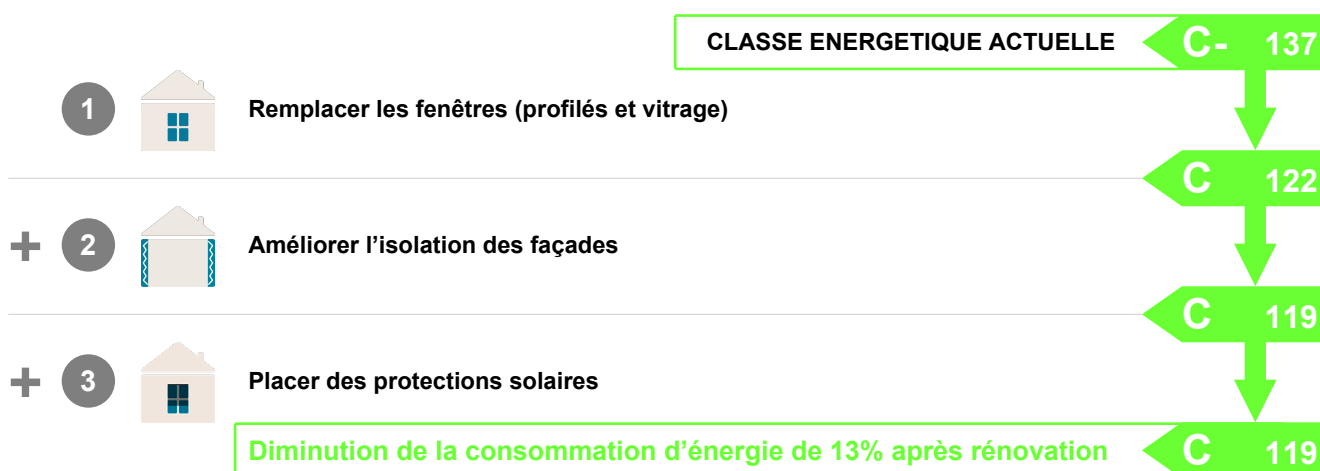 CLASSE ENERGETIQUE ACTUELLE C- 137
1 Remplacer les fenêtres (profilés et vitrage)
C 122
+ 2 Améliorer l’isolation des façades
C 119
+ 3 Placer des protections solaires
Diminution de la consommation d’énergie de 13% après rénovation C 119